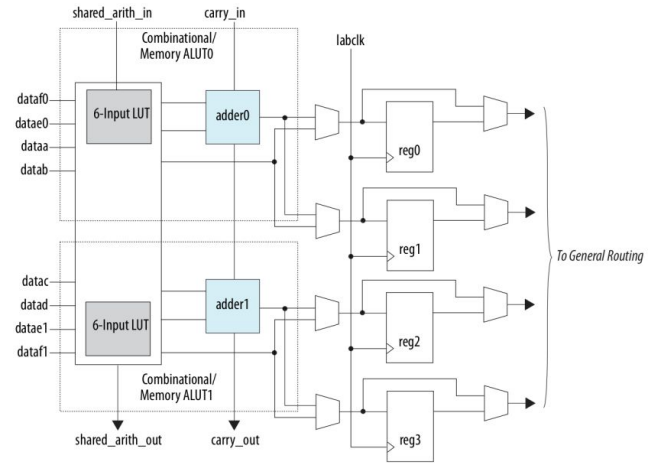 shared_arith_in
carry_in
Combinational/
Memory ALUT0
labclk
dataf0
datae0
dataa
datab
6-Input LUT
adder0
reg0
reg1
To General Routing
datac
datad
datae1
dataf1
6-Input LUT
adder1
reg2
Combinational/
Memory ALUT1
reg3
shared_arith_out
carry_out